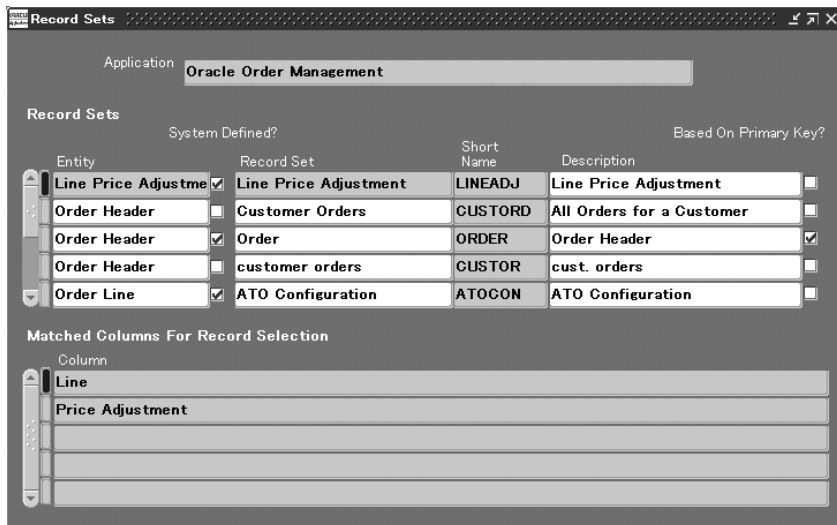 Record Sets
Application Oracle Order Management
Record Sets
System Defined? Based On Primary Key?
Entity Record Set Short Name Description
Line Price Adjustme Line Price Adjustment LINEADJ Line Price Adjustment
Order Header Customer Orders CUSTORD All Orders for a Customer
Order Header Order ORDER Order Header
Order Header customer orders CUSTOR cust. orders
Order Line ATO Configuration ATOCON ATO Configuration
Matched Columns For Record Selection
Column
Line
Price Adjustment